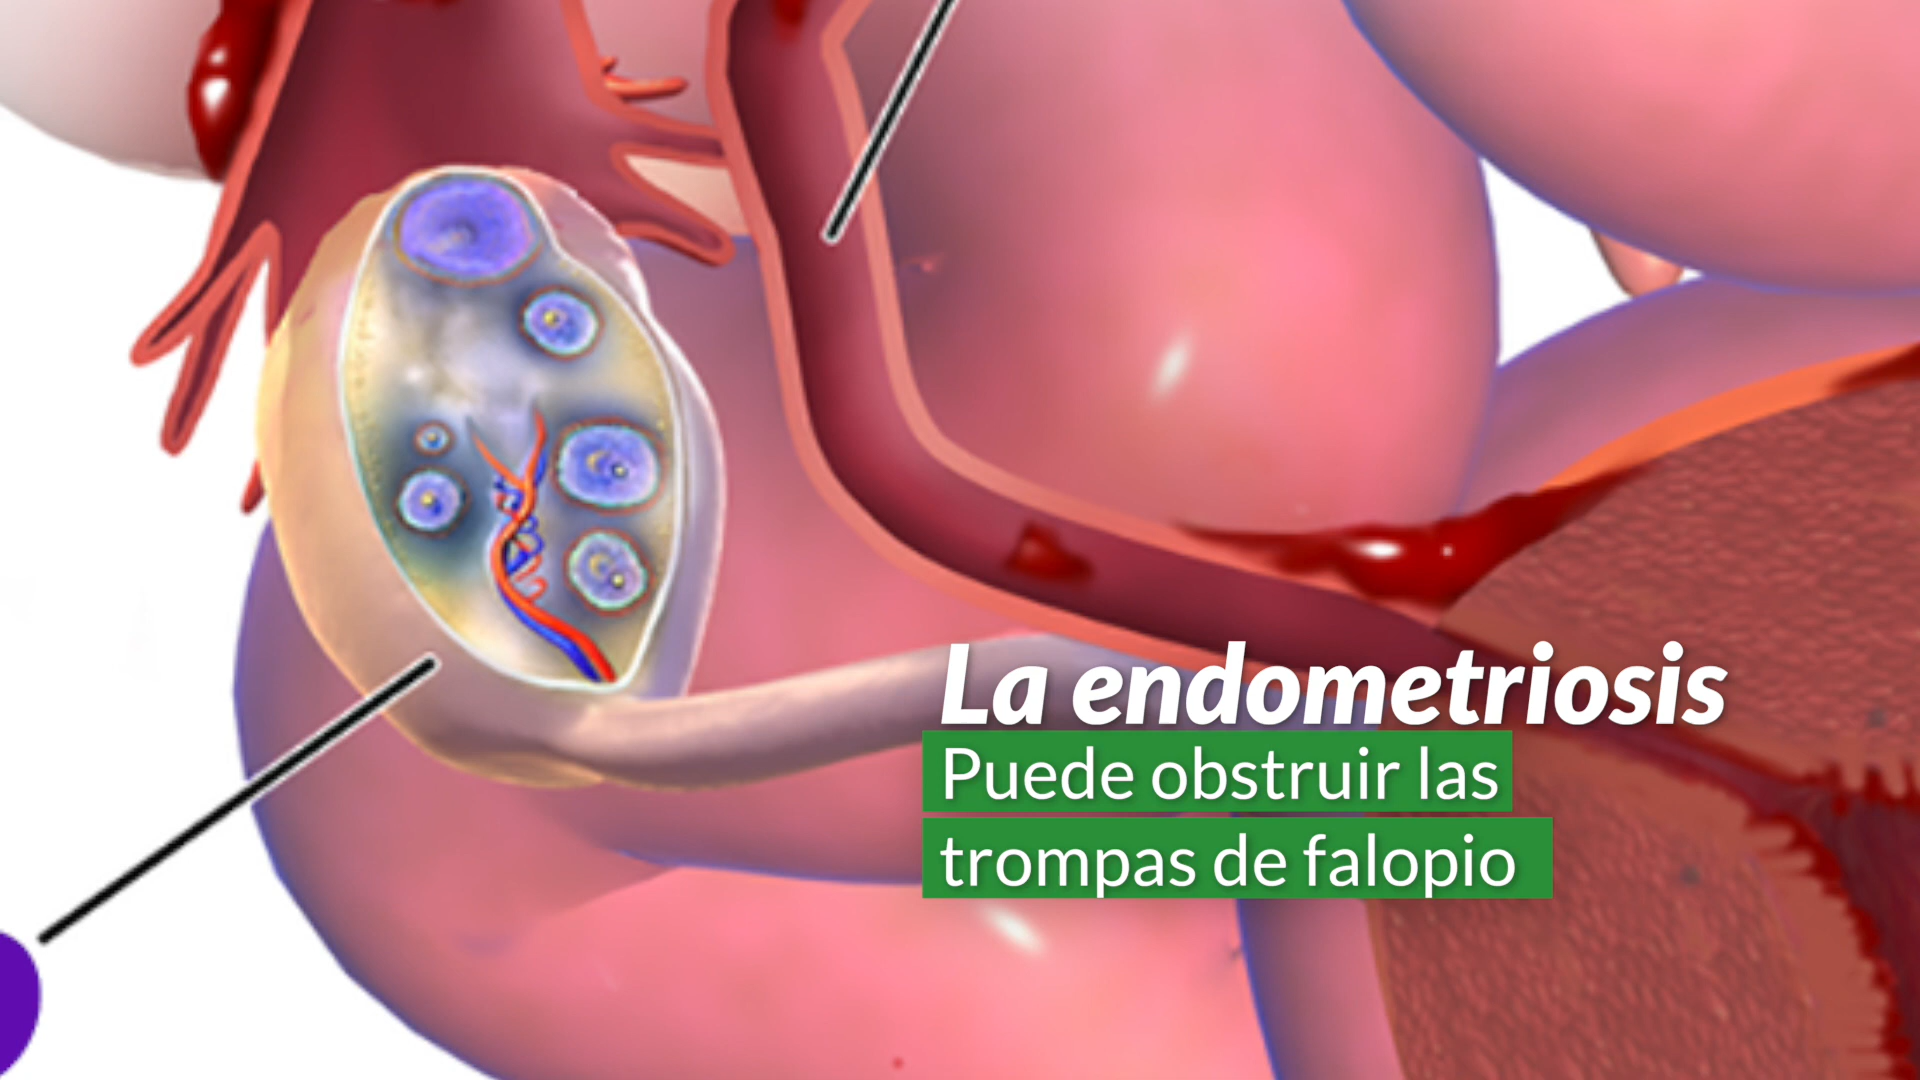 La endometriosis
Puede obstruir las
trompas de falopio